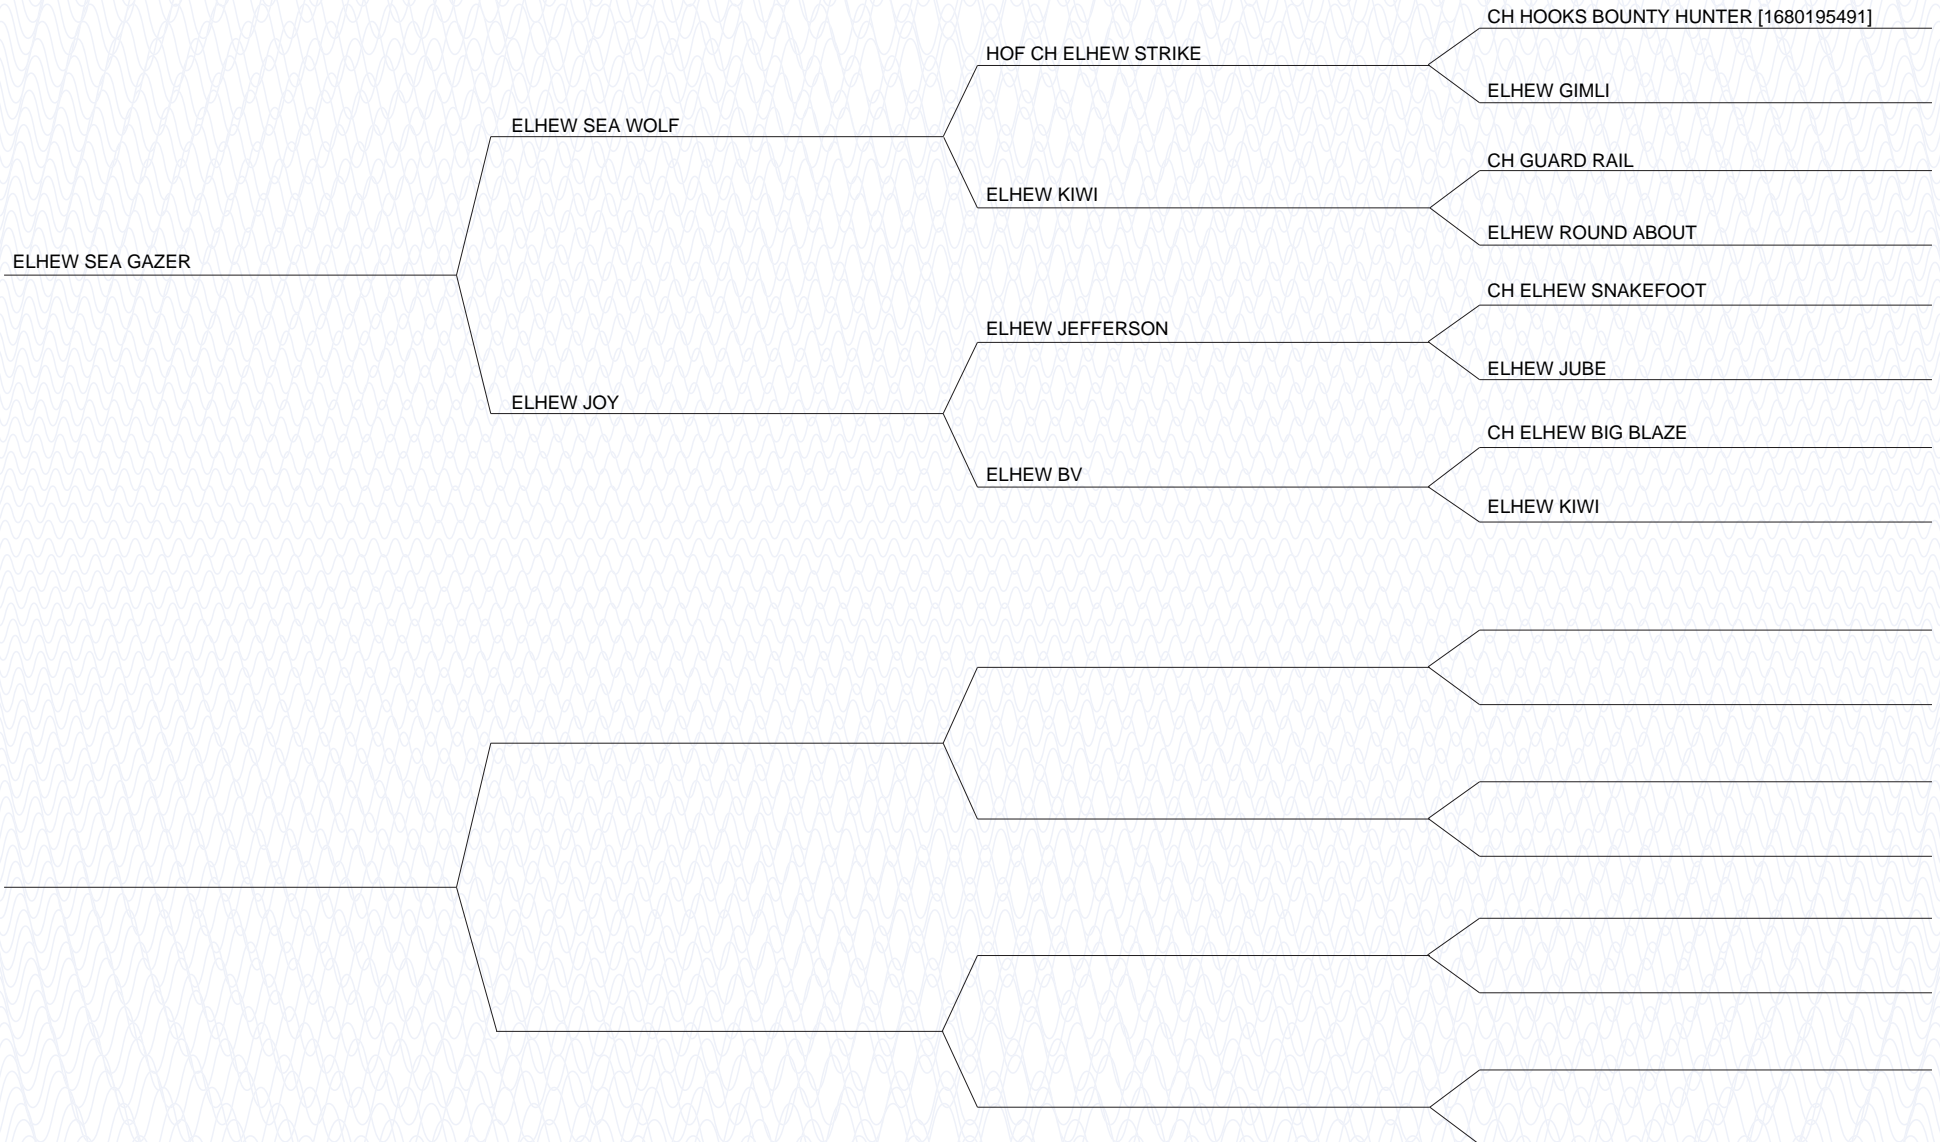 CH HOOKS BOUNTY HUNTER [1680195491]
HOF CH ELHEW STRIKE
ELHEW GIMLI
ELHEW SEA WOLF
CH GUARD RAIL
ELHEW KIWI
ELHEW ROUND ABOUT
ELHEW SEA GAZER
CH ELHEW SNAKEFOOT
ELHEW JEFFERSON
ELHEW JUBE
ELHEW JOY
CH ELHEW BIG BLAZE
ELHEW BV
ELHEW KIWI